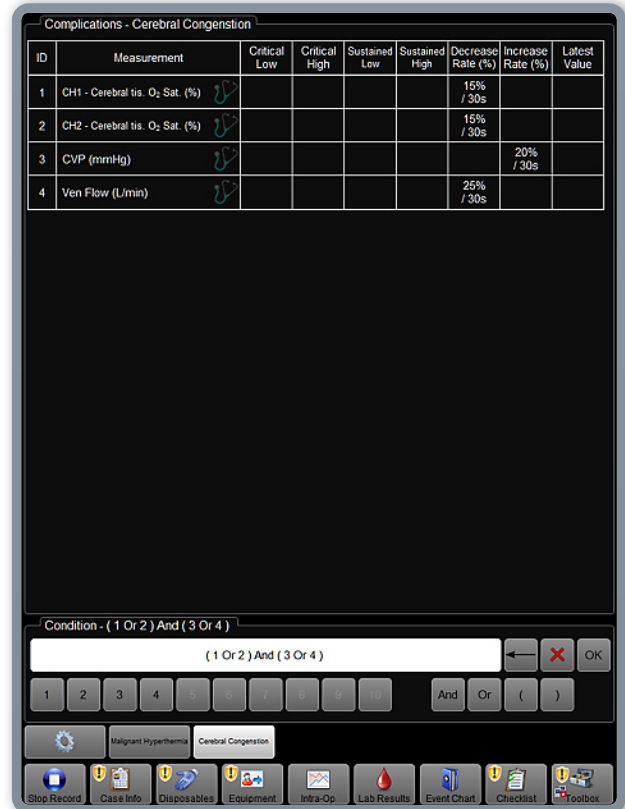 Complications - Cerebral Congenstion
ID Measurement Critical Low Critical High Sustained Low Sustained High Decrease Rate (%) Increase Rate (%) Latest Value
1 CH1 - Cerebral tis. O₂ Sat. (%) 15% / 30s
2 CH2 - Cerebral tis. O₂ Sat. (%) 15% / 30s
3 CVP (mmHg) 20% / 30s
4 Ven Flow (L/min) 25% / 30s
Condition - ( 1 Or 2 ) And ( 3 Or 4 )
( 1 Or 2 ) And ( 3 Or 4 )
OK
1 2 3 4 5 6 7 8 9 10 And Or ( )
Malignant Hyperthermia Cerebral Congenstion
Stop Record Case Info Disposables Equipment Intra-Op Lab Results Event Chart Checklist Toolbox